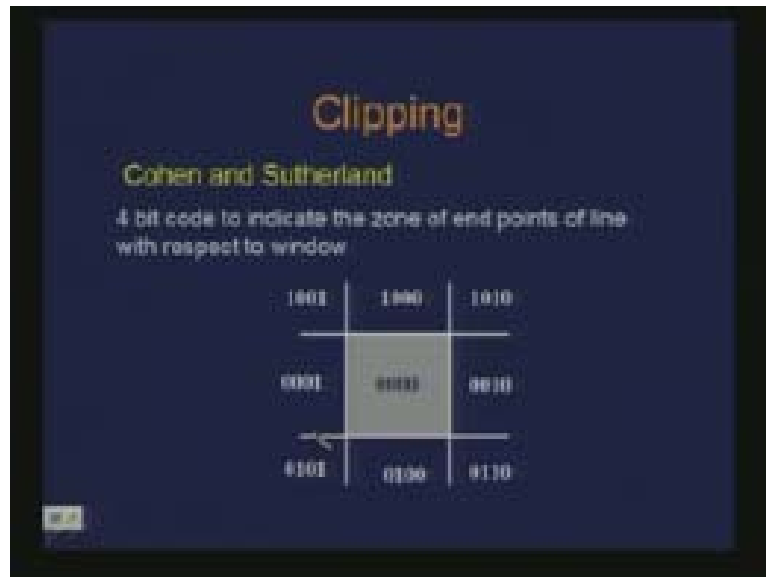 Clipping
Cohen and Sutherland
4 bit code to indicate the zone of end points of line
with respect to window
1001 1000 1010
0001 0000 0010
0101 0100 0110